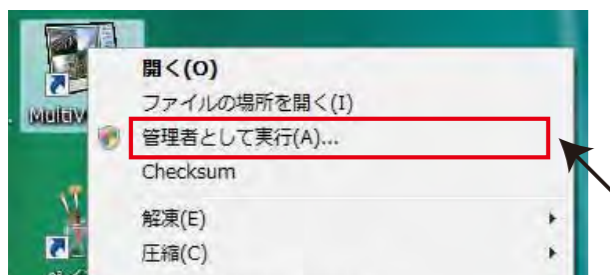 開く(O)
ファイルの場所を開く(I)
管理者として実行(A)...
Checksum
解凍(E)
圧縮(C)